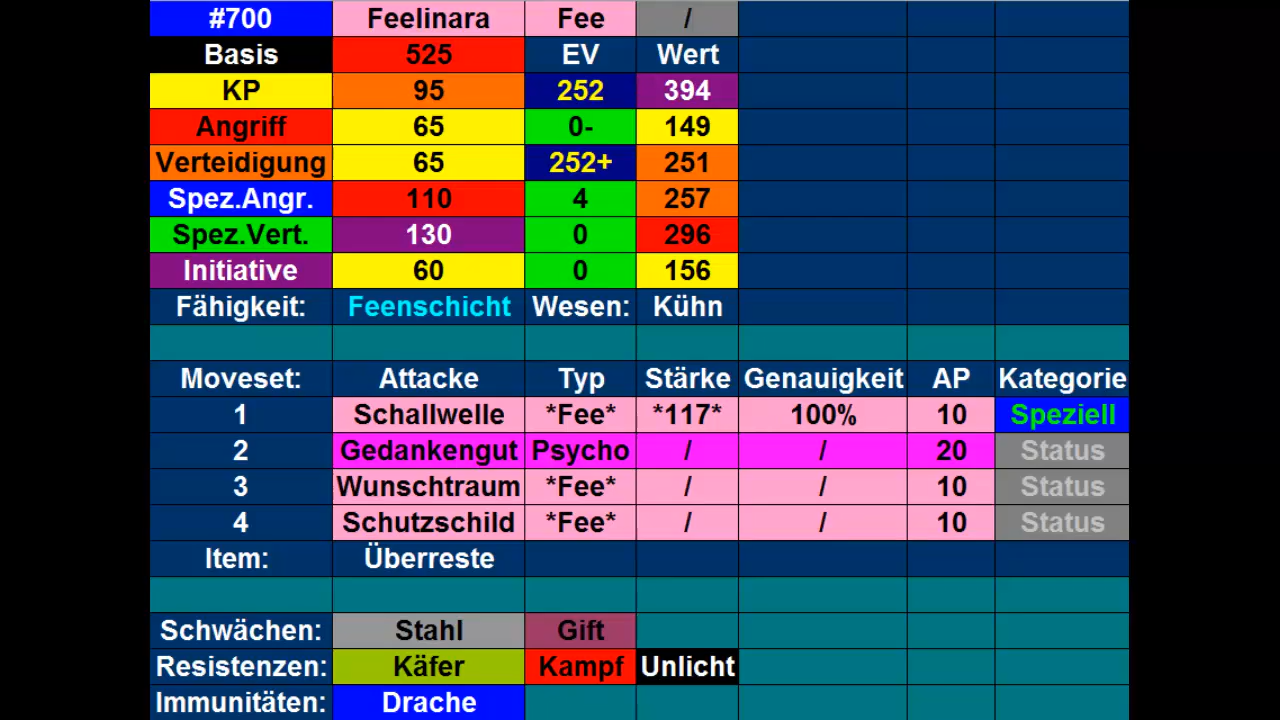 #700 Feelinara Fee /
Basis 525 EV Wert
KP 95 252 394
Angriff 65 0- 149
Verteidigung 65 252+ 251
Spez.Angr. 110 4 257
Spez.Vert. 130 0 296
Initiative 60 0 156
Fähigkeit: Feenschicht Wesen: Kühn
Moveset: Attacke Typ Stärke Genauigkeit AP Kategorie
1 Schallwelle *Fee* *117* 100% 10 Speziell
2 Gedankengut Psycho / / 20 Status
3 Wunschtraum *Fee* / / 10 Status
4 Schutzschild *Fee* / / 10 Status
Item: Überreste
Schwächen: Stahl Gift
Resistenzen: Käfer Kampf Unlicht
Immunitäten: Drache